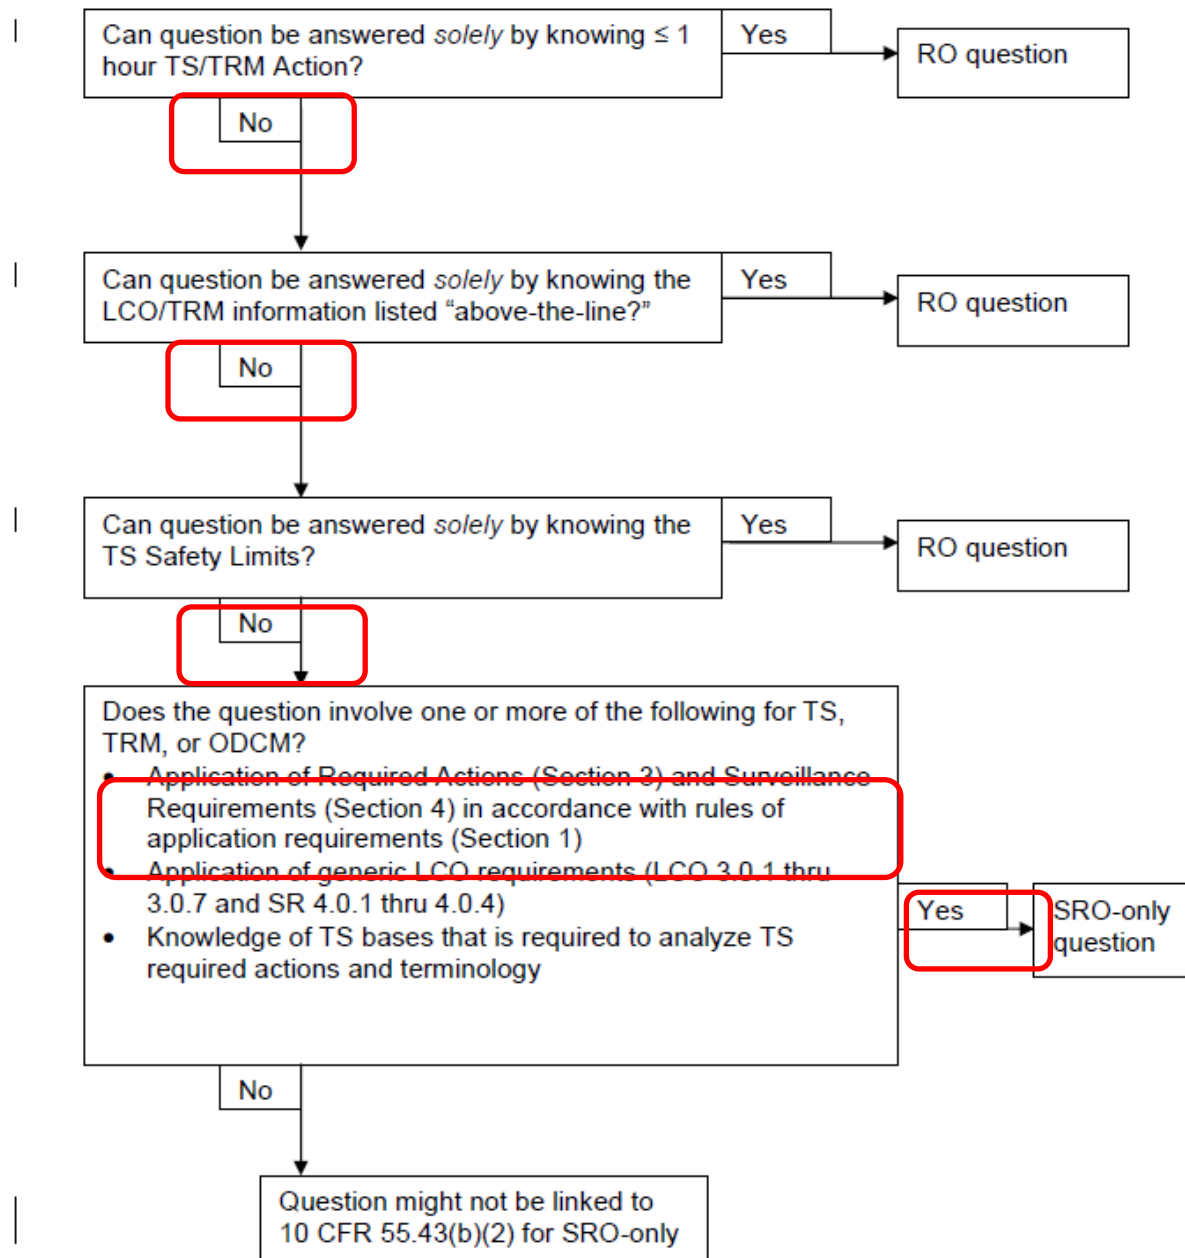 Can question be answered solely by knowing ≤ 1
hour TS/TRM Action?
Yes
RO question
No
Can question be answered solely by knowing the
LCO/TRM information listed “above-the-line?”
Yes
RO question
No
Can question be answered solely by knowing the
TS Safety Limits?
Yes
RO question
No
Does the question involve one or more of the following for TS,
TRM, or ODCM?
• Application of Required Actions (Section 3) and Surveillance
Requirements (Section 4) in accordance with rules of
application requirements (Section 1)
• Application of generic LCO requirements (LCO 3.0.1 thru
3.0.7 and SR 4.0.1 thru 4.0.4)
• Knowledge of TS bases that is required to analyze TS
required actions and terminology
Yes
SRO-only
question
No
Question might not be linked to
10 CFR 55.43(b)(2) for SRO-only